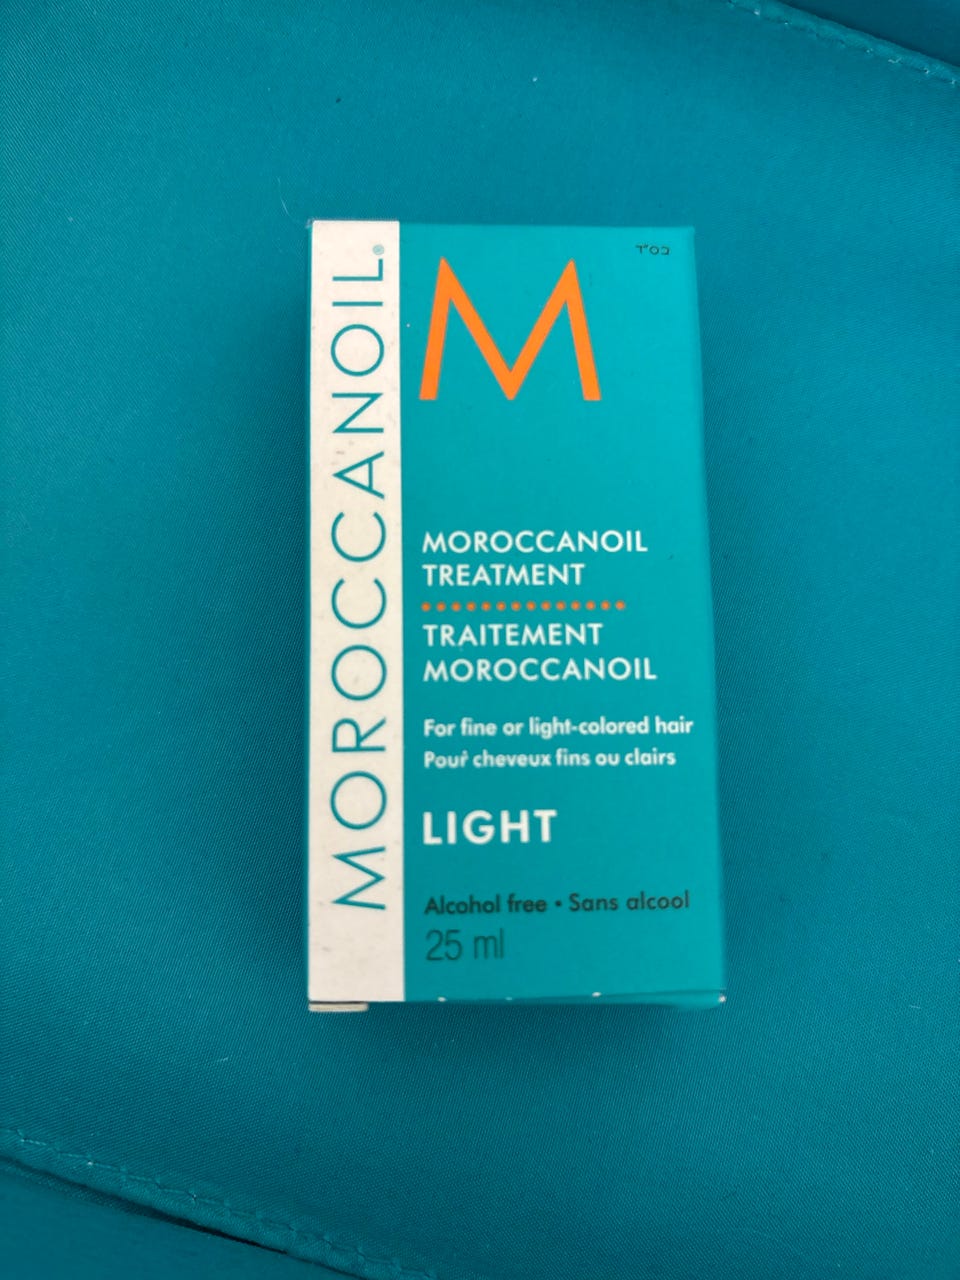 MOROCCANOIL®
בס"ד
M
MOROCCANOIL
TREATMENT
TRAITEMENT
MOROCCANOIL
For fine or light-colored hair
Pour cheveux fins ou clairs
LIGHT
Alcohol free • Sans alcool
25 ml